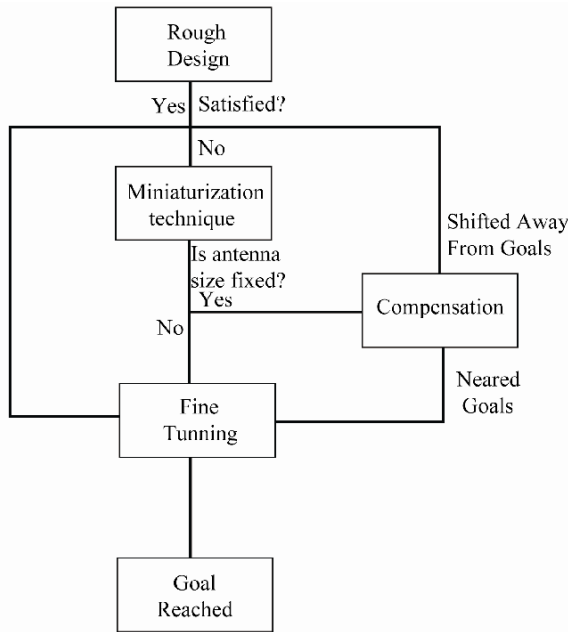 Rough
Design
Yes Satisfied?
No
Miniaturization
technique
Is antenna
size fixed?
Yes
No
Shifted Away
From Goals
Compensation
Neared
Goals
Fine
Tunning
Goal
Reached